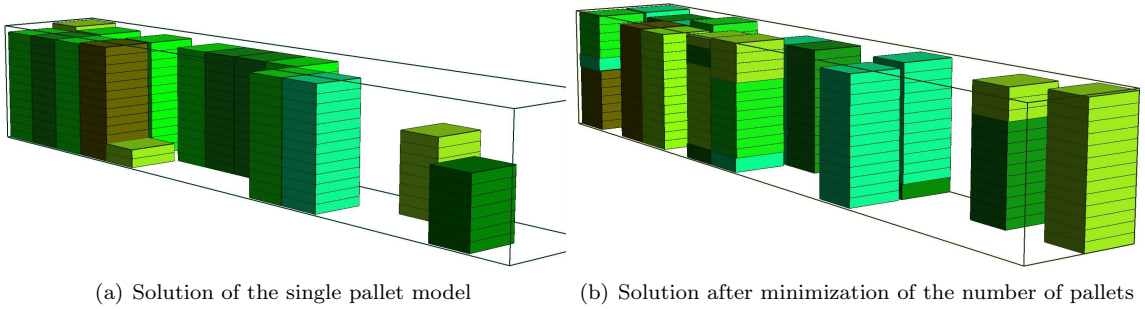 (a) Solution of the single pallet model
(b) Solution after minimization of the number of pallets